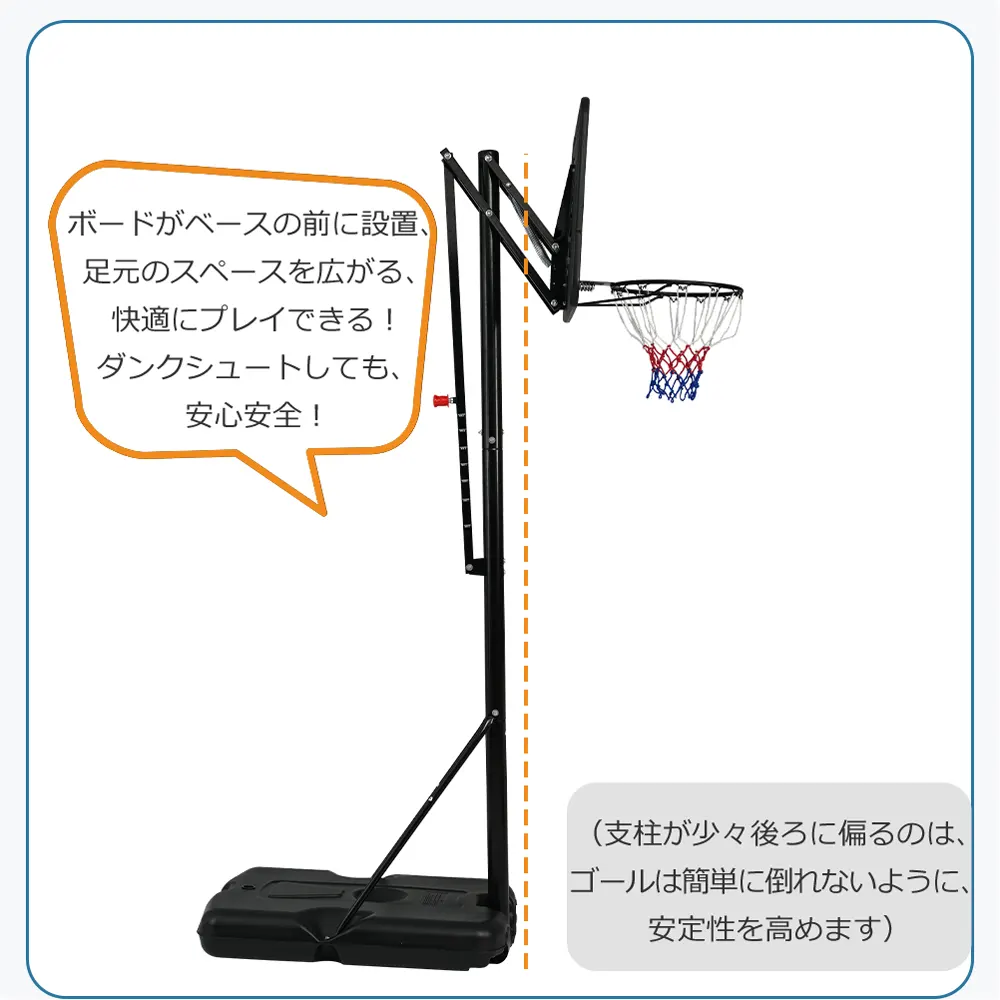 ボードがベースの前に設置、
足元のスペースを広がる、
快適にプレイできる！
ダンクシュートしても、
安心安全！
（支柱が少々後ろに偏るのは、
ゴールは簡単に倒れないように、
安定性を高めます）